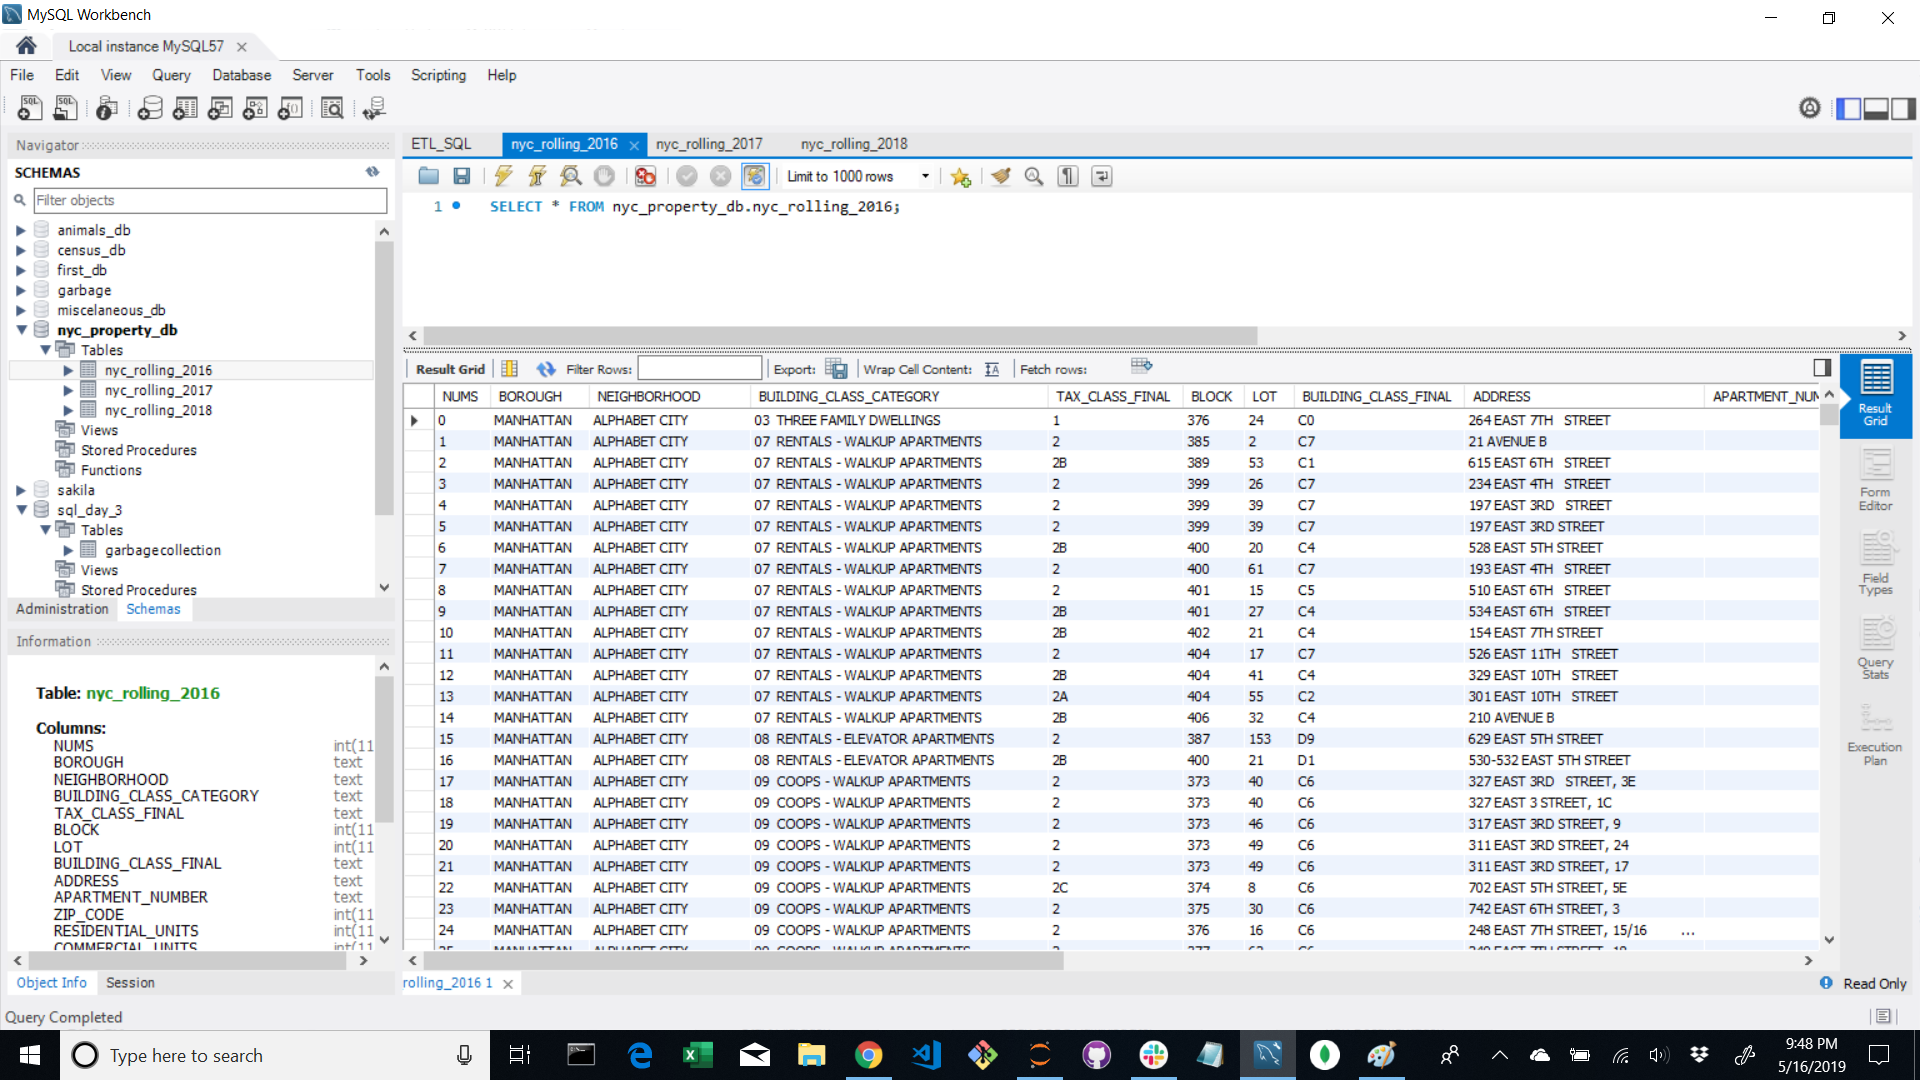 MySQL Workbench
Local instance MySQL57
File Edit View Query Database Server Tools Scripting Help
Navigator
SCHEMAS
Filter objects
animals_db
census_db
first_db
garbage
miscelaneous_db
nyc_property_db
Tables
nyc_rolling_2016
nyc_rolling_2017
nyc_rolling_2018
Views
Stored Procedures
Functions
sakila
sql_day_3
Tables
garbagecollection
Views
Stored Procedures
Administration Schemas
Information
Table: nyc_rolling_2016
Columns:
NUMS int(11
BOROUGH text
NEIGHBORHOOD text
BUILDING_CLASS_CATEGORY text
TAX_CLASS_FINAL text
BLOCK int(11
LOT int(11
BUILDING_CLASS_FINAL text
ADDRESS text
APARTMENT_NUMBER text
ZIP_CODE int(11
RESIDENTIAL_UNITS int(11
COMMERCIAL_UNITS int(11
Object Info Session
Query Completed
ETL_SQL nyc_rolling_2016 nyc_rolling_2017 nyc_rolling_2018
Limit to 1000 rows
1 SELECT * FROM nyc_property_db.nyc_rolling_2016;
Result Grid Filter Rows: Export: Wrap Cell Content: Fetch rows:
NUMS BOROUGH NEIGHBORHOOD BUILDING_CLASS_CATEGORY TAX_CLASS_FINAL BLOCK LOT BUILDING_CLASS_FINAL ADDRESS APARTMENT_NUM
0 MANHATTAN ALPHABET CITY 03 THREE FAMILY DWELLINGS 1 376 24 C0 264 EAST 7TH STREET
1 MANHATTAN ALPHABET CITY 07 RENTALS - WALKUP APARTMENTS 2 385 2 C7 21 AVENUE B
2 MANHATTAN ALPHABET CITY 07 RENTALS - WALKUP APARTMENTS 2B 389 53 C1 615 EAST 6TH STREET
3 MANHATTAN ALPHABET CITY 07 RENTALS - WALKUP APARTMENTS 2 399 26 C7 234 EAST 4TH STREET
4 MANHATTAN ALPHABET CITY 07 RENTALS - WALKUP APARTMENTS 2 399 39 C7 197 EAST 3RD STREET
5 MANHATTAN ALPHABET CITY 07 RENTALS - WALKUP APARTMENTS 2 399 39 C7 197 EAST 3RD STREET
6 MANHATTAN ALPHABET CITY 07 RENTALS - WALKUP APARTMENTS 2B 400 20 C4 528 EAST 5TH STREET
7 MANHATTAN ALPHABET CITY 07 RENTALS - WALKUP APARTMENTS 2 400 61 C7 193 EAST 4TH STREET
8 MANHATTAN ALPHABET CITY 07 RENTALS - WALKUP APARTMENTS 2 401 15 C5 510 EAST 6TH STREET
9 MANHATTAN ALPHABET CITY 07 RENTALS - WALKUP APARTMENTS 2B 401 27 C4 534 EAST 6TH STREET
10 MANHATTAN ALPHABET CITY 07 RENTALS - WALKUP APARTMENTS 2B 402 21 C4 154 EAST 7TH STREET
11 MANHATTAN ALPHABET CITY 07 RENTALS - WALKUP APARTMENTS 2 404 17 C7 526 EAST 11TH STREET
12 MANHATTAN ALPHABET CITY 07 RENTALS - WALKUP APARTMENTS 2B 404 41 C4 329 EAST 10TH STREET
13 MANHATTAN ALPHABET CITY 07 RENTALS - WALKUP APARTMENTS 2A 404 55 C2 301 EAST 10TH STREET
14 MANHATTAN ALPHABET CITY 07 RENTALS - WALKUP APARTMENTS 2B 406 32 C4 210 AVENUE B
15 MANHATTAN ALPHABET CITY 08 RENTALS - ELEVATOR APARTMENTS 2 387 153 D9 629 EAST 5TH STREET
16 MANHATTAN ALPHABET CITY 08 RENTALS - ELEVATOR APARTMENTS 2B 400 21 D1 530-532 EAST 5TH STREET
17 MANHATTAN ALPHABET CITY 09 COOPS - WALKUP APARTMENTS 2 373 40 C6 327 EAST 3RD STREET, 3E
18 MANHATTAN ALPHABET CITY 09 COOPS - WALKUP APARTMENTS 2 373 40 C6 327 EAST 3 STREET, 1C
19 MANHATTAN ALPHABET CITY 09 COOPS - WALKUP APARTMENTS 2 373 46 C6 317 EAST 3RD STREET, 9
20 MANHATTAN ALPHABET CITY 09 COOPS - WALKUP APARTMENTS 2 373 49 C6 311 EAST 3RD STREET, 24
21 MANHATTAN ALPHABET CITY 09 COOPS - WALKUP APARTMENTS 2 373 49 C6 311 EAST 3RD STREET, 17
22 MANHATTAN ALPHABET CITY 09 COOPS - WALKUP APARTMENTS 2C 374 8 C6 702 EAST 5TH STREET, 5E
23 MANHATTAN ALPHABET CITY 09 COOPS - WALKUP APARTMENTS 2 375 30 C6 742 EAST 6TH STREET, 3
24 MANHATTAN ALPHABET CITY 09 COOPS - WALKUP APARTMENTS 2 376 16 C6 248 EAST 7TH STREET, 15/16 ...
Result Grid
Form Editor
Field Types
Query Stats
Execution Plan
rolling_2016 1
Read Only
Type here to search
9:48 PM
5/16/2019